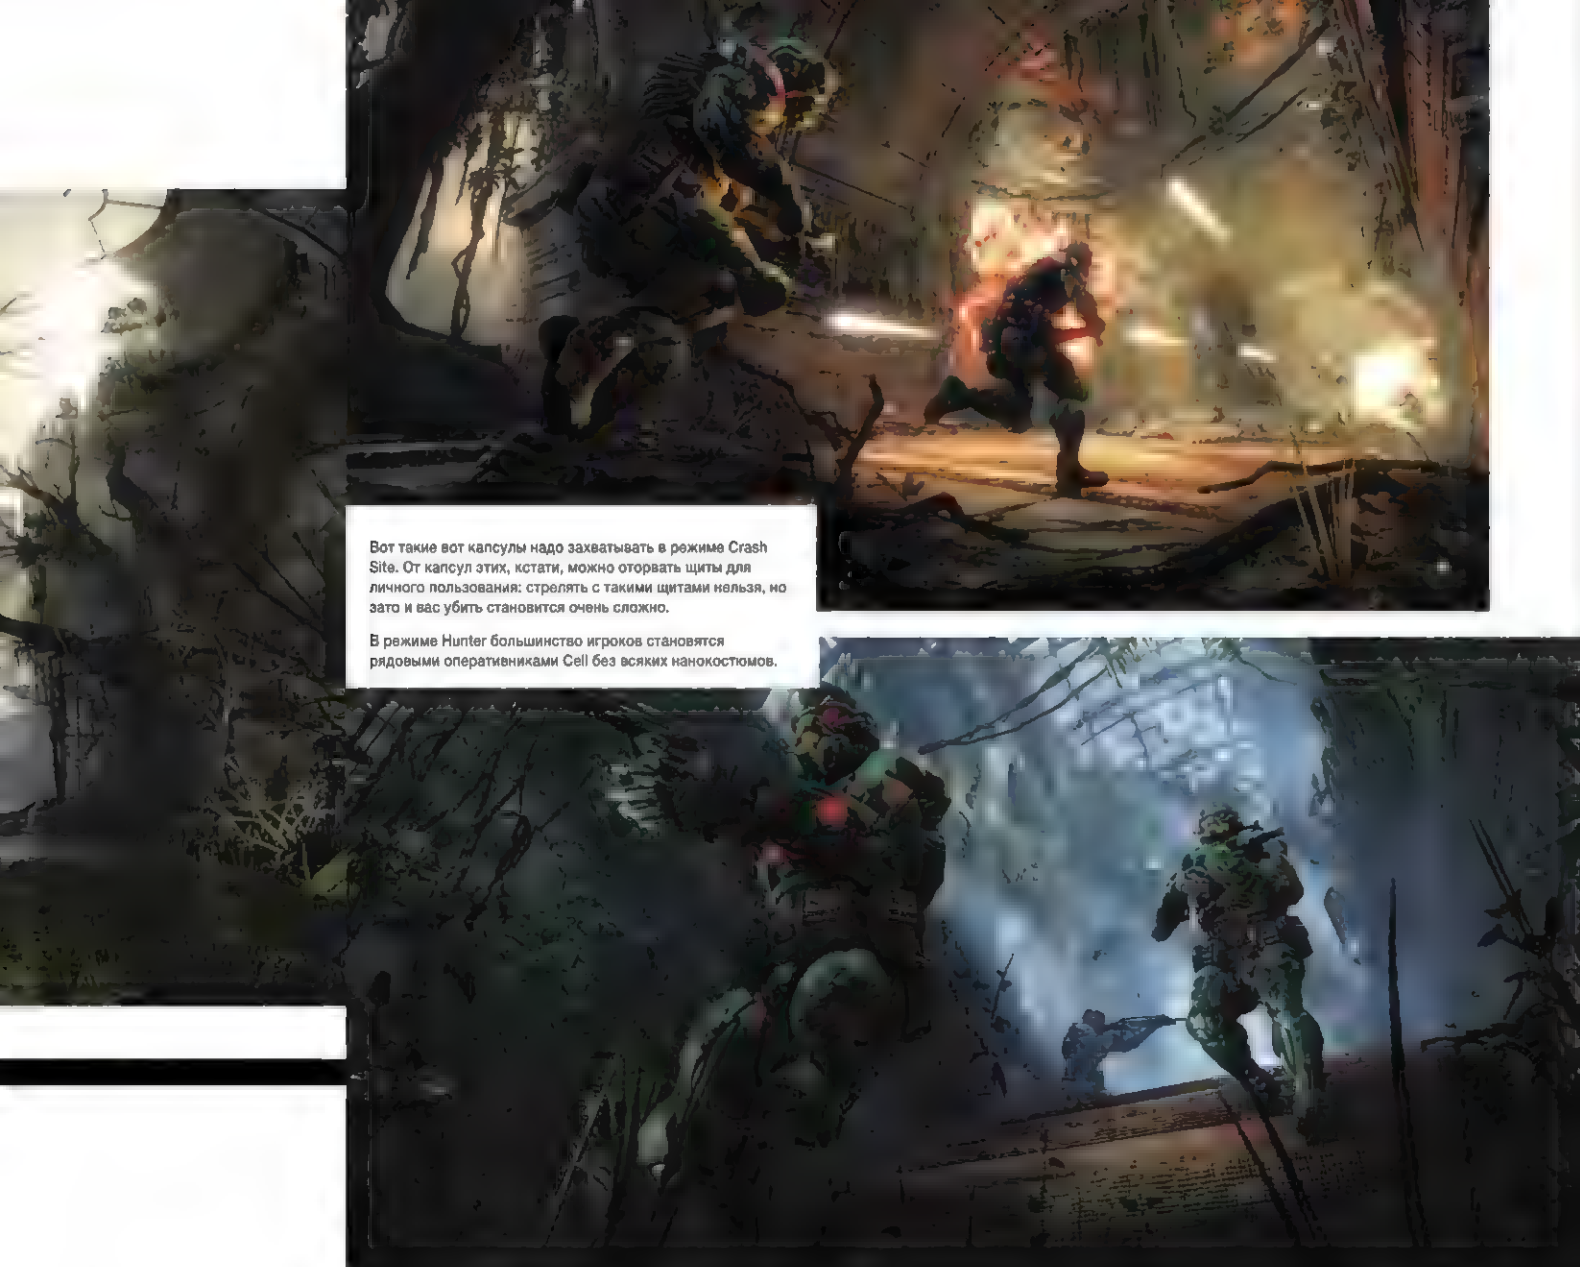 Вот такие вот капсулы надо захватывать в режиме Crash
Site. От капсул этих, кстати, можно оторвать щиты для
личного пользования: стрелять с такими щитами нельзя, но
зато и вас убить становится очень сложно.
В режиме Hunter большинство игроков становятся
рядовыми оперативниками Cell без всяких нанокостюмов.